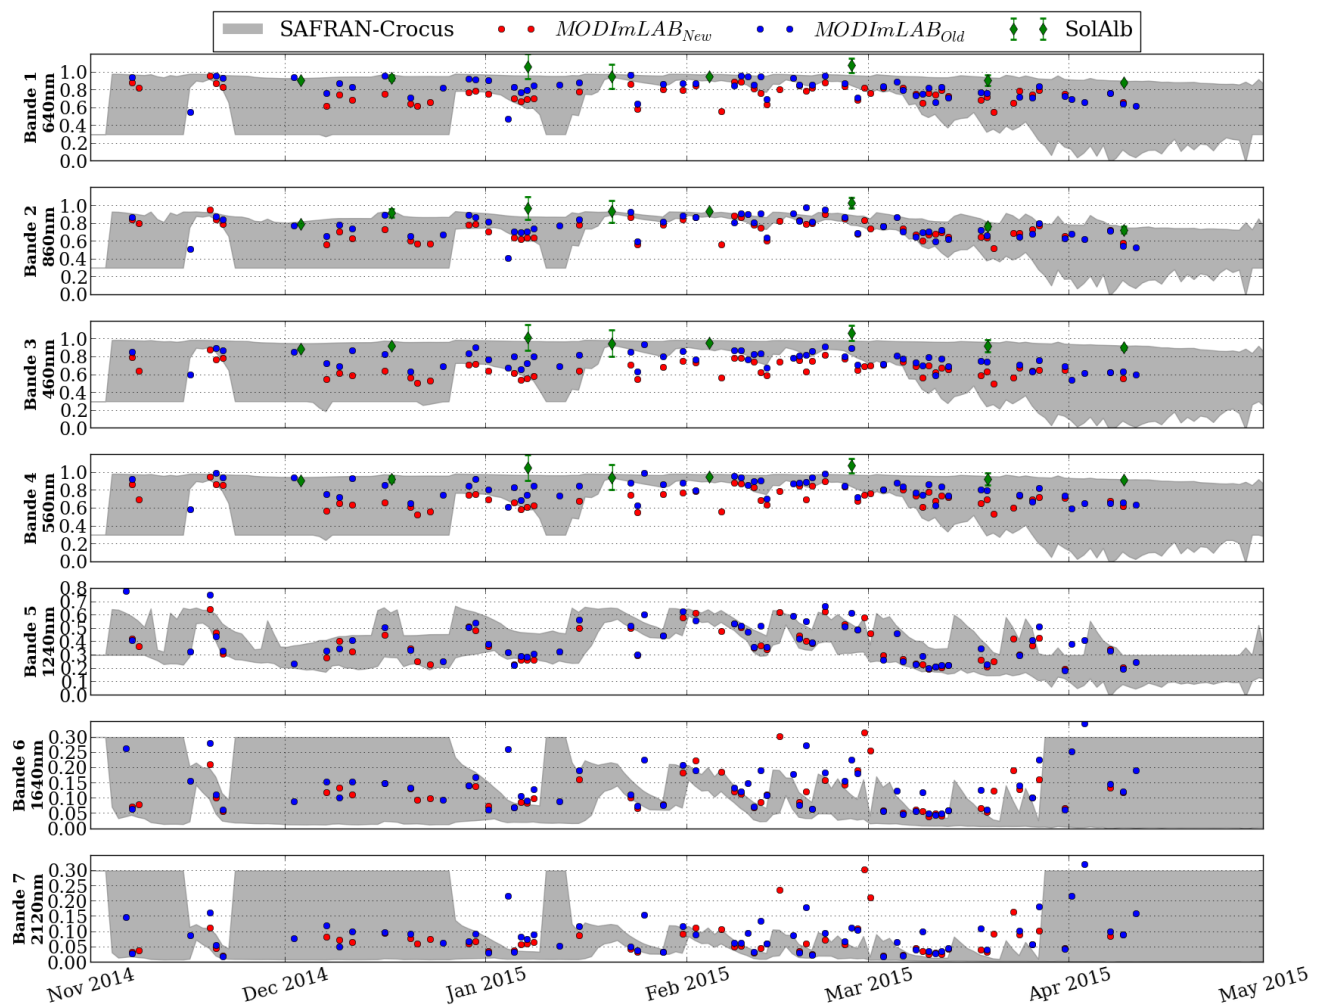 SAFRAN-Crocus MODImLAB_New MODImLAB_Old SolAlb
Bande 1
640nm
1.0
0.8
0.6
0.4
0.2
0.0
Bande 2
860nm
1.0
0.8
0.6
0.4
0.2
0.0
Bande 3
460nm
1.0
0.8
0.6
0.4
0.2
0.0
Bande 4
560nm
1.0
0.8
0.6
0.4
0.2
0.0
Bande 5
1240nm
0.8
0.7
0.6
0.5
0.4
0.3
0.2
0.1
0.0
Bande 6
1640nm
0.30
0.25
0.20
0.15
0.10
0.05
0.00
Bande 7
2120nm
0.30
0.25
0.20
0.15
0.10
0.05
0.00
Nov 2014 Dec 2014 Jan 2015 Feb 2015 Mar 2015 Apr 2015 May 2015